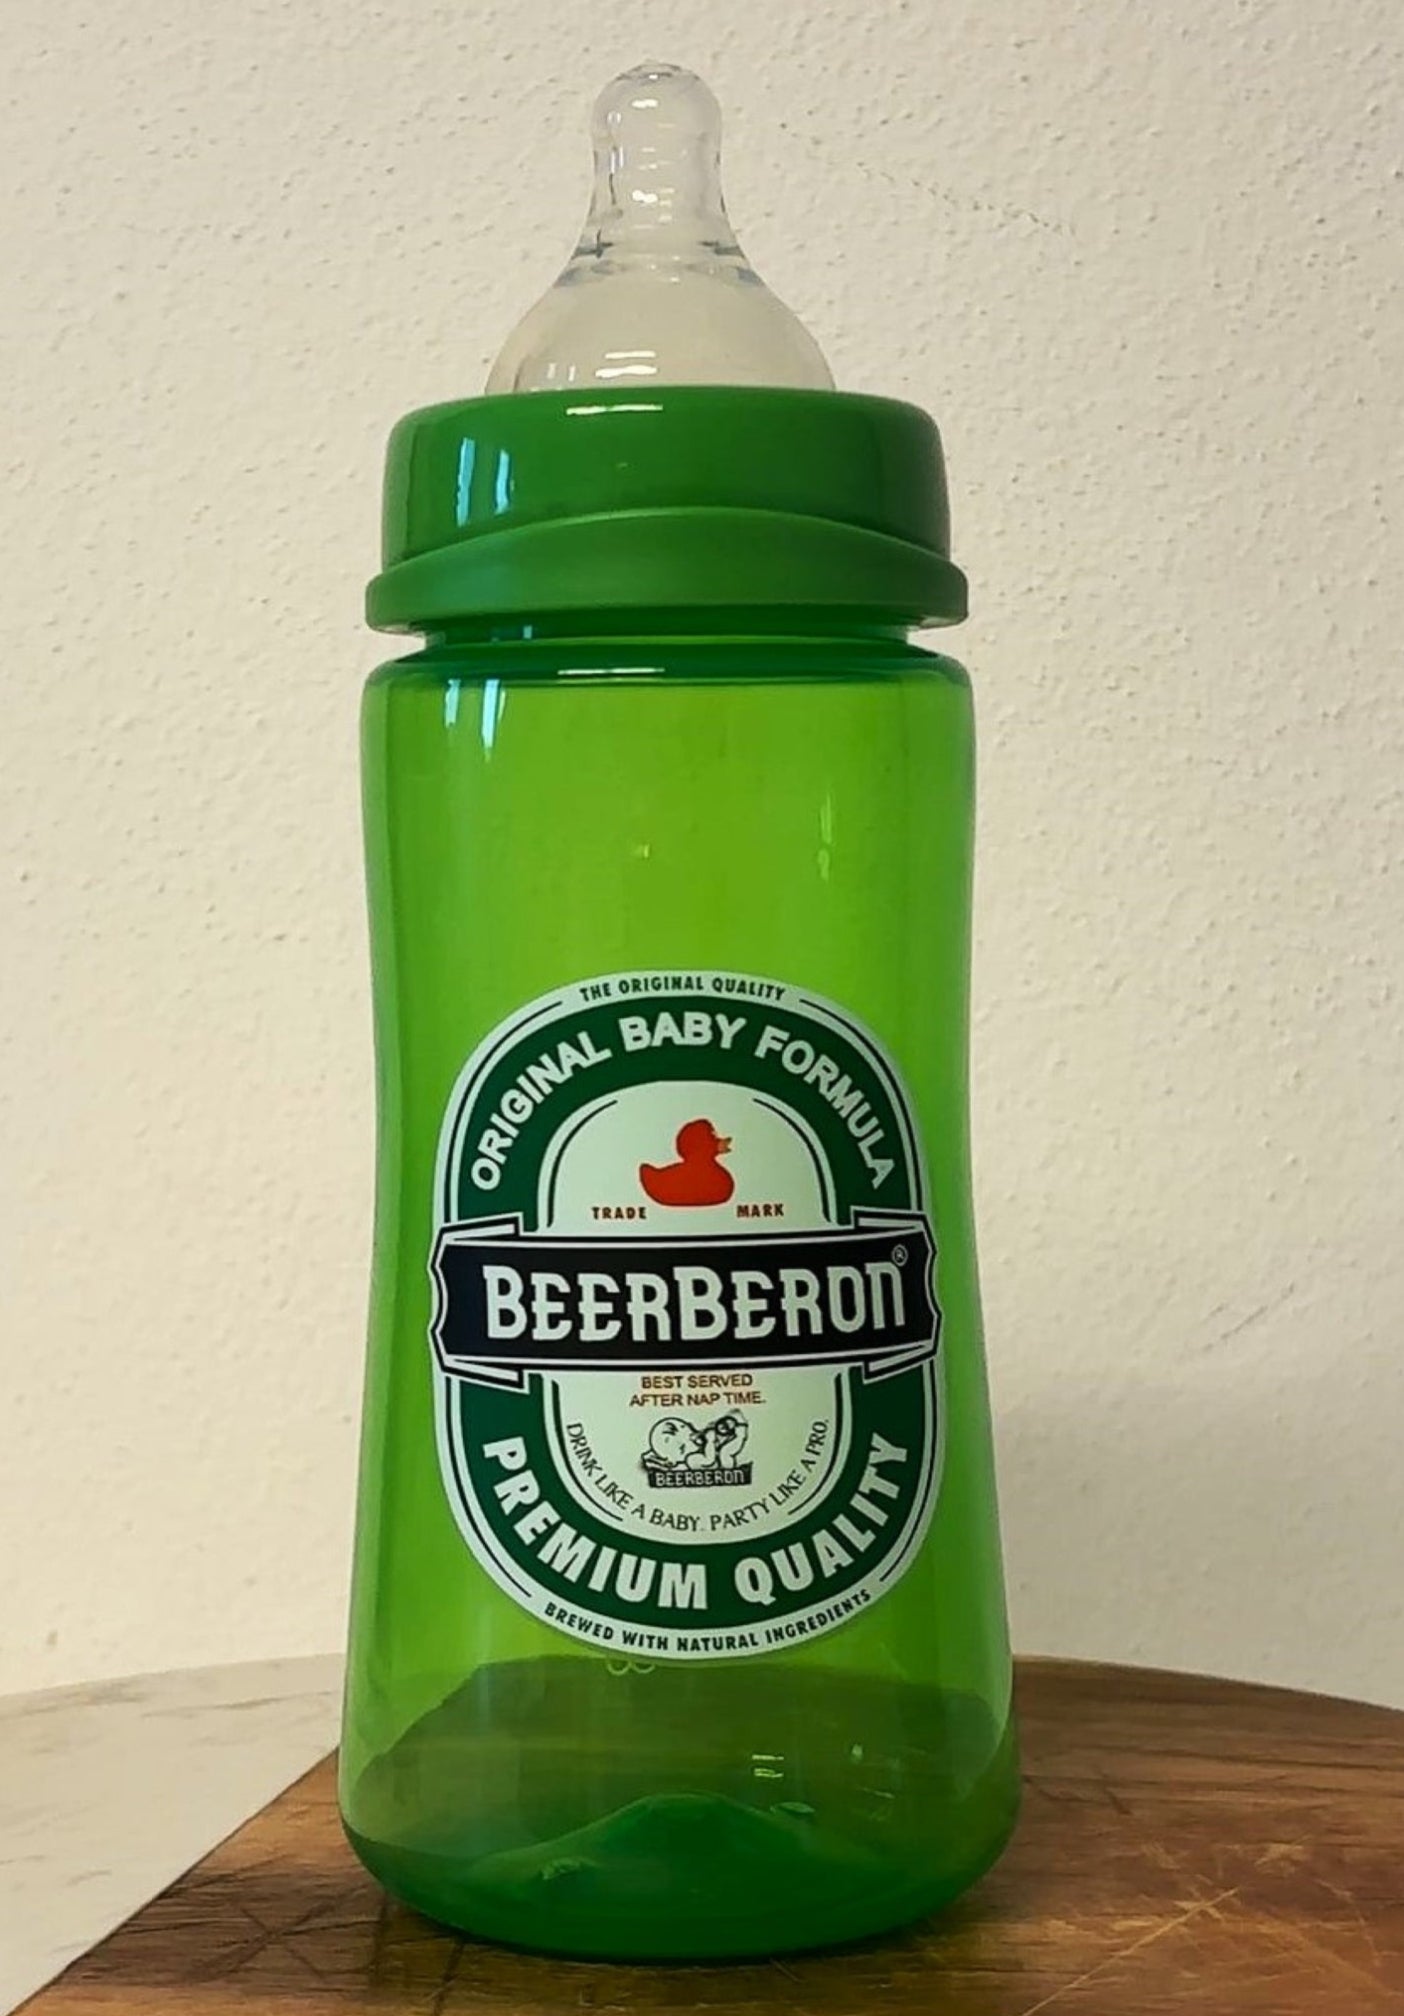 THE ORIGINAL QUALITY
ORIGINAL BABY FORMULA
TRADE MARK
BEERBERON®
BEST SERVED
AFTER NAP TIME.
BEERBERON
DRINK LIKE A BABY. PARTY LIKE A PRO.
PREMIUM QUALITY
BREWED WITH NATURAL INGREDIENTS